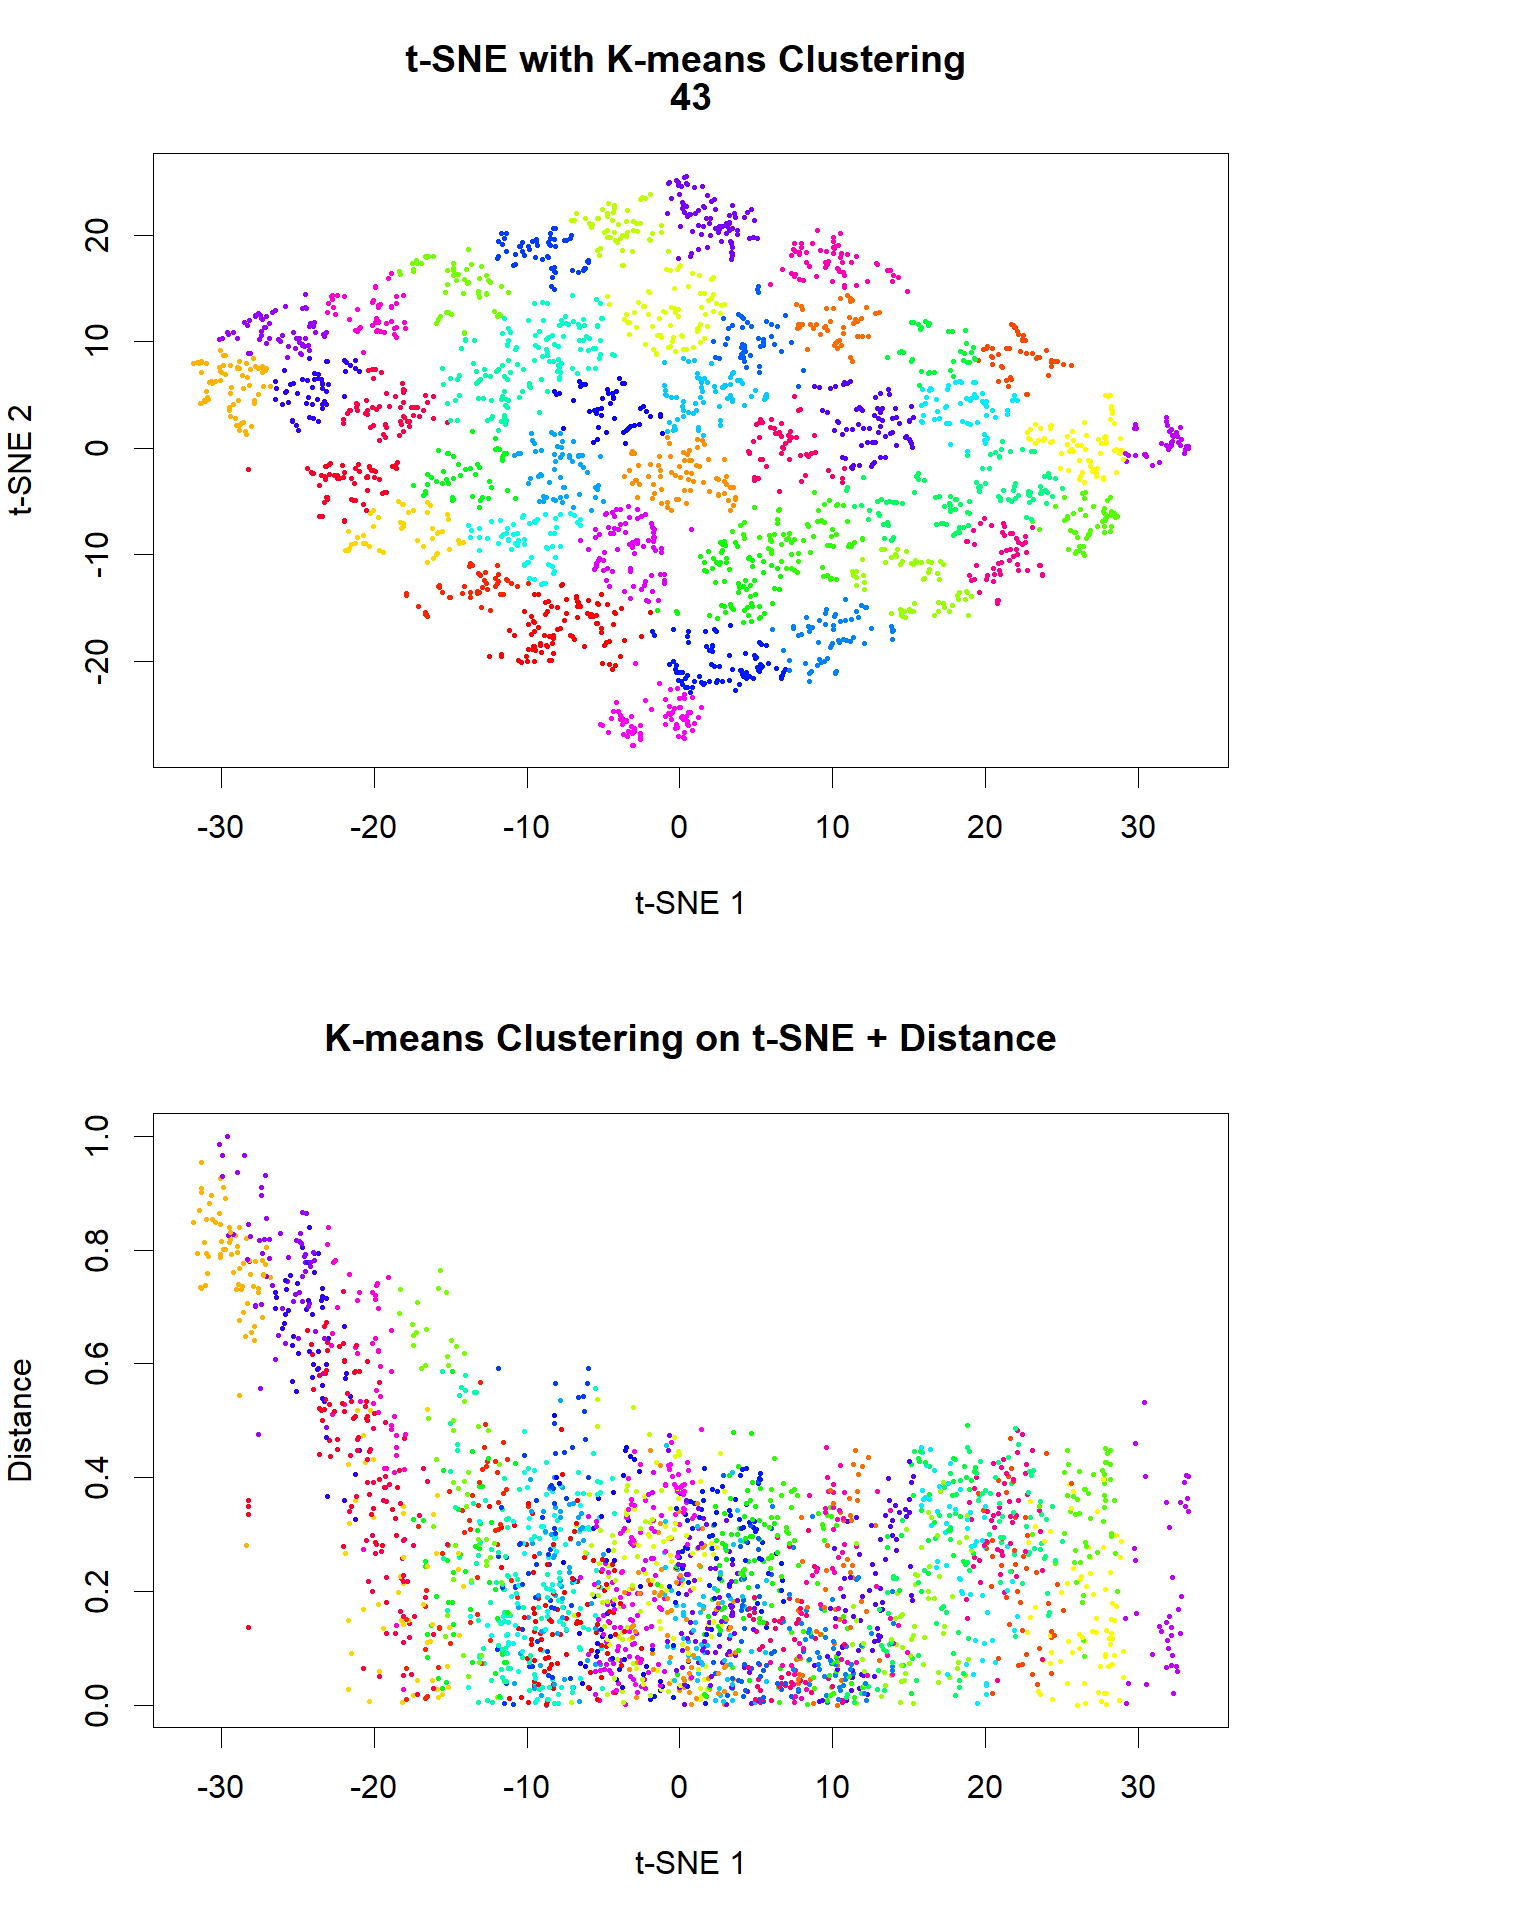 t-SNE with K-means Clustering
43
t-SNE 2
20
10
0
-10
-20
-30 -20 -10 0 10 20 30
t-SNE 1
K-means Clustering on t-SNE + Distance
Distance
1.0
0.8
0.6
0.4
0.2
0.0
-30 -20 -10 0 10 20 30
t-SNE 1